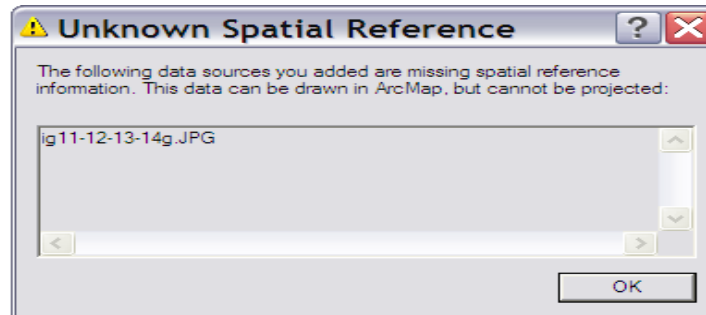 Unknown Spatial Reference
The following data sources you added are missing spatial reference
information. This data can be drawn in ArcMap, but cannot be projected:
ig11-12-13-14g.JPG
OK